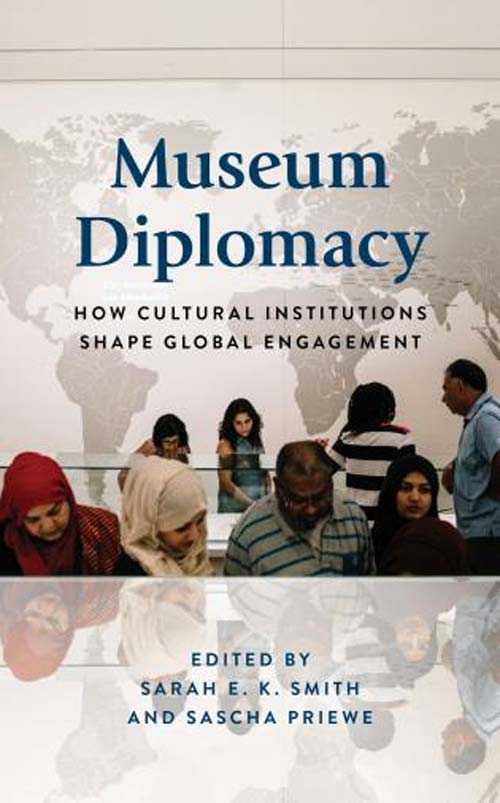 Museum
Diplomacy
HOW CULTURAL INSTITUTIONS
SHAPE GLOBAL ENGAGEMENT
EDITED BY
SARAH E. K. SMITH
AND SASCHA PRIEWE